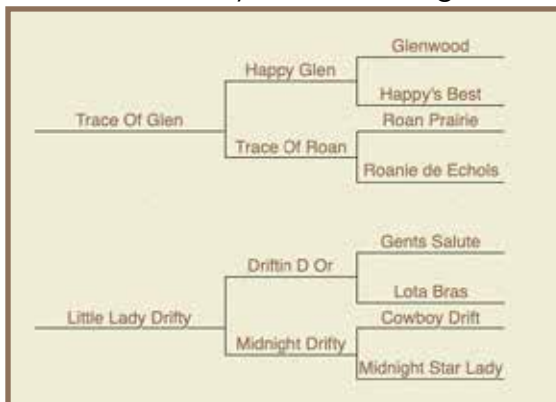 Glenwood
Happy Glen
Happy's Best
Trace Of Glen
Roan Prairie
Trace Of Roan
Roanie de Echols
Gents Salute
Driftin D Or
Lota Bras
Little Lady Drifty
Cowboy Drift
Midnight Drifty
Midnight Star Lady